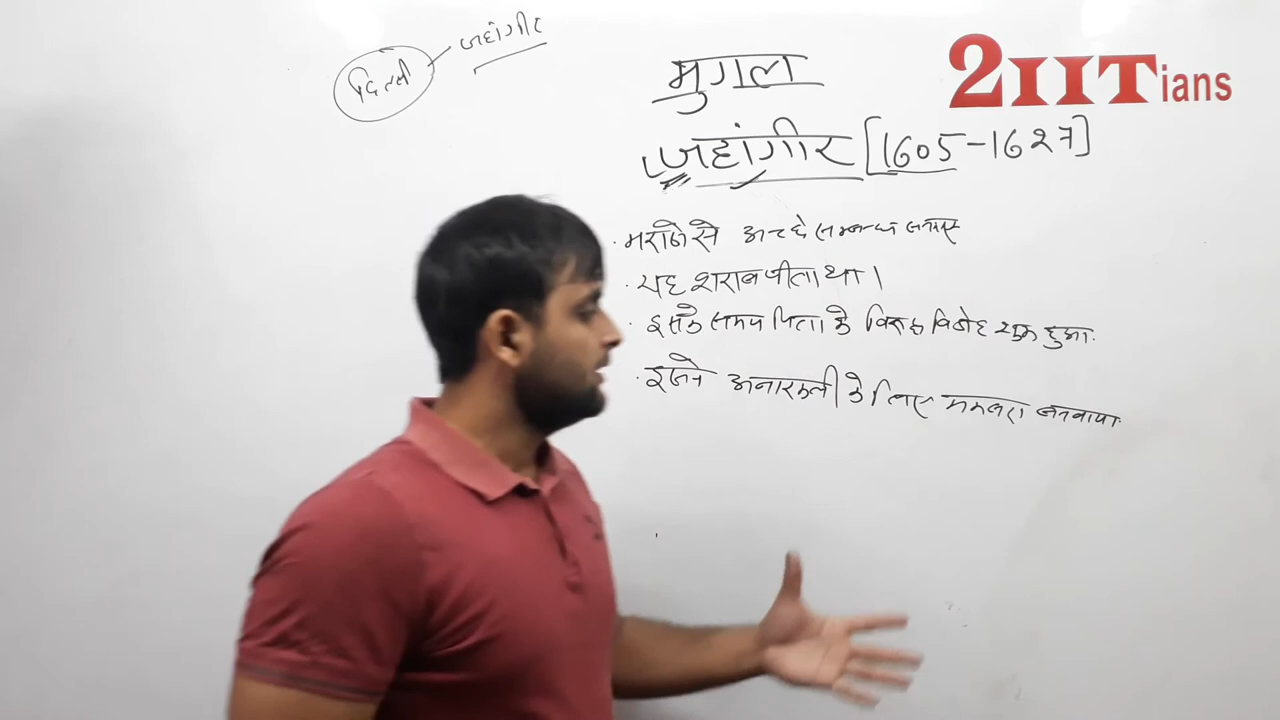 जहांगीर
दिल्ली
मुगल
2IITians
जहांगीर [1605-1627]
· मराठो से अच्छे सम्बन्ध बनाए
· यह शराब पीता था।
· इसके समय पिता के विरुद्ध विद्रोह शुरू हुआ.
· इसने अनारकली के लिए मकबरा बनवाया.